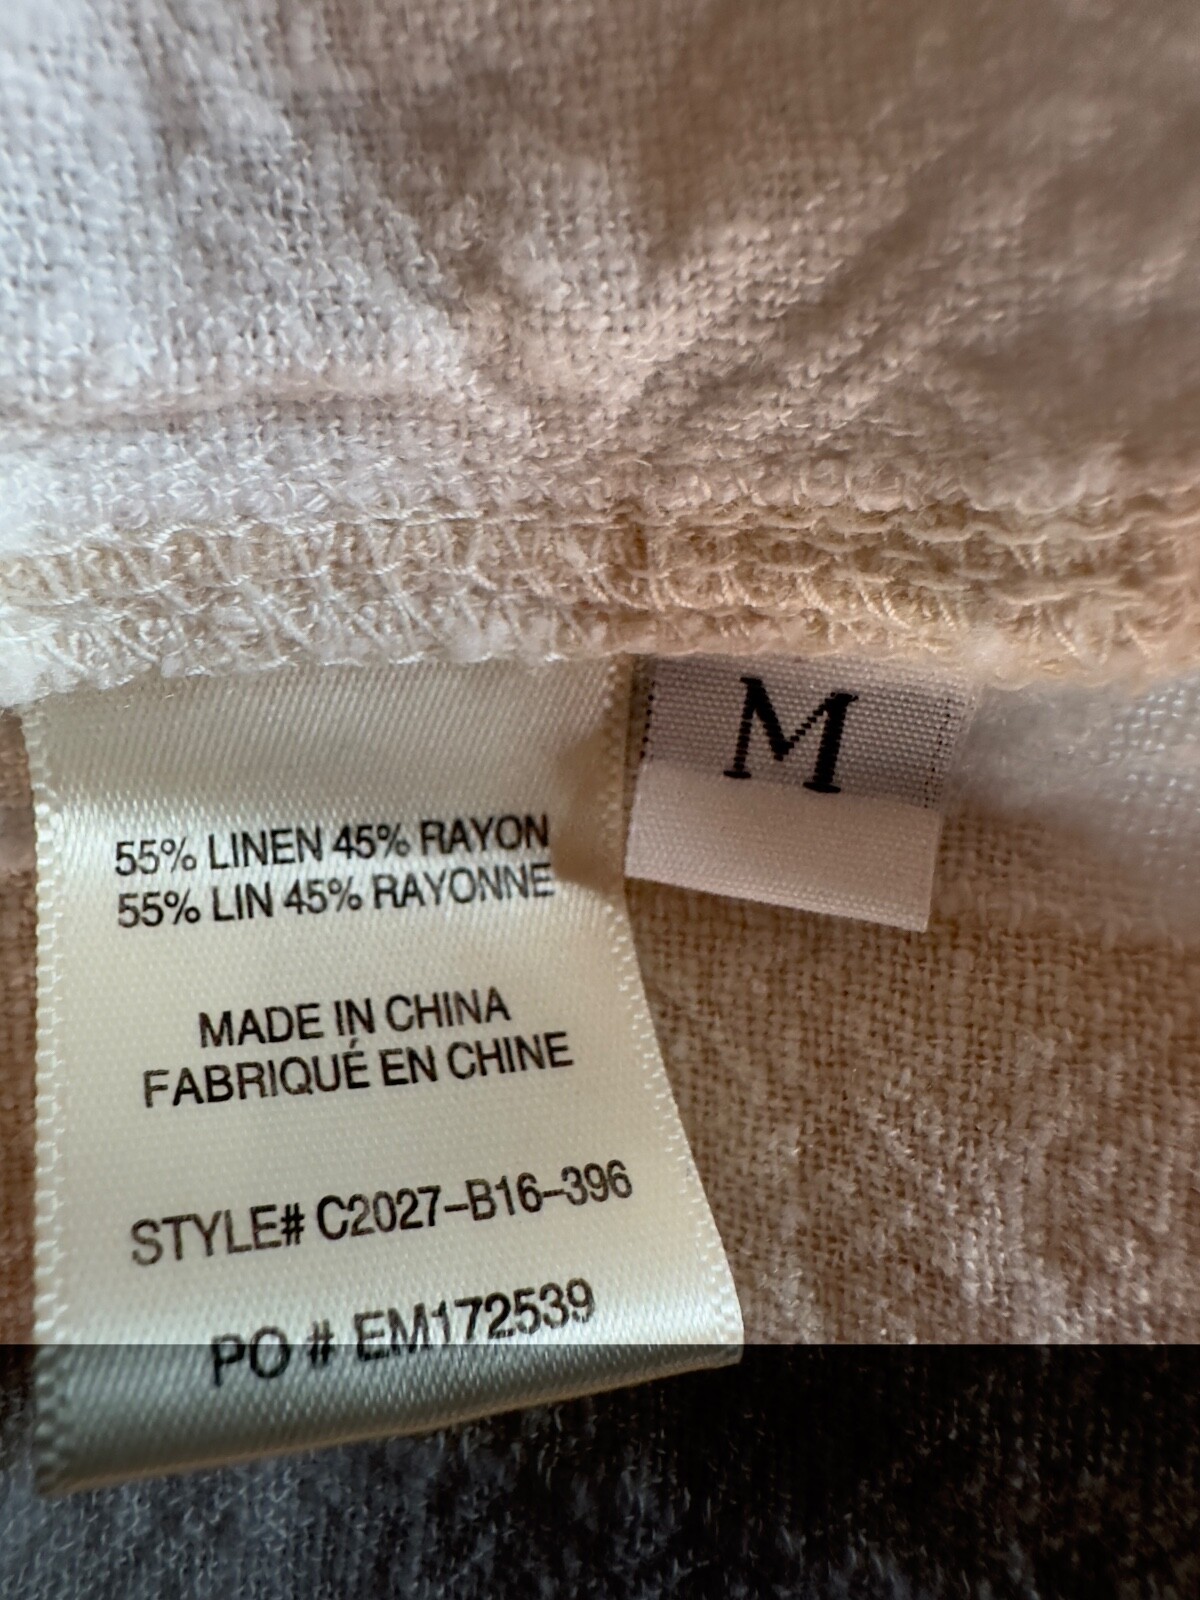 55% LINEN 45% RAYON
55% LIN 45% RAYONNE
MADE IN CHINA
FABRIQUÉ EN CHINE
STYLE# C2027–B16–396
PO # EM172539
M